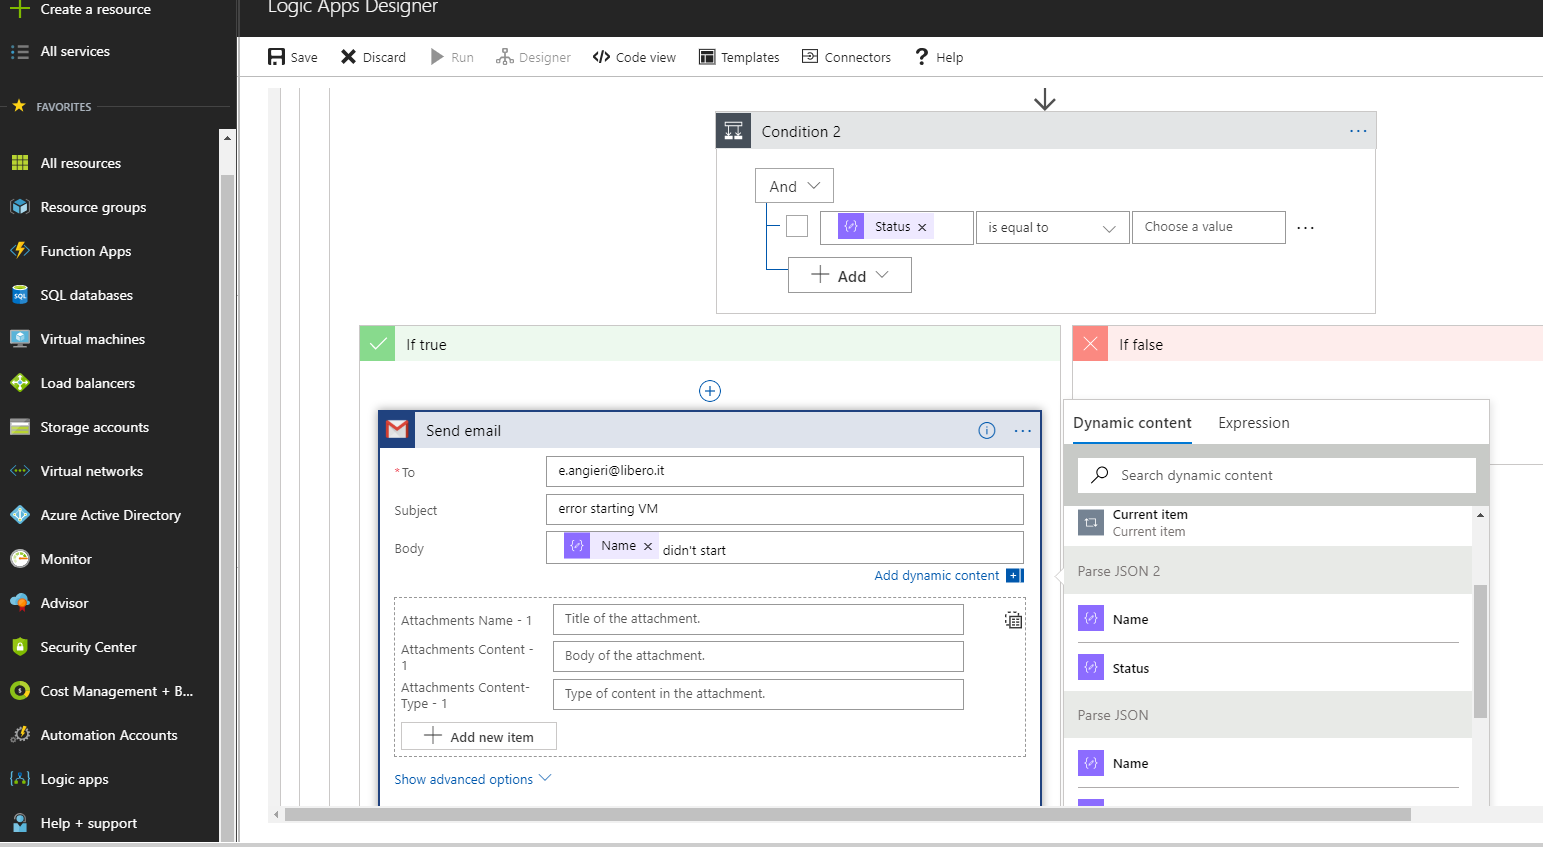 Create a resource
All services
FAVORITES
All resources
Resource groups
Function Apps
SQL databases
Virtual machines
Load balancers
Storage accounts
Virtual networks
Azure Active Directory
Monitor
Advisor
Security Center
Cost Management + B...
Automation Accounts
Logic apps
Help + support
Logic Apps Designer
Save Discard Run Designer Code view Templates Connectors ? Help
Condition 2 ...
And
Status × is equal to Choose a value ...
+ Add
If true
If false
Send email ...
* To e.angieri@libero.it
Subject error starting VM
Body Name × didn't start
Add dynamic content +
Attachments Name - 1 Title of the attachment.
Attachments Content - Body of the attachment.
1
Attachments Content- Type of content in the attachment.
Type - 1
+ Add new item
Show advanced options
Dynamic content Expression
Search dynamic content
Current item
Current item
Parse JSON 2
Name
Status
Parse JSON
Name